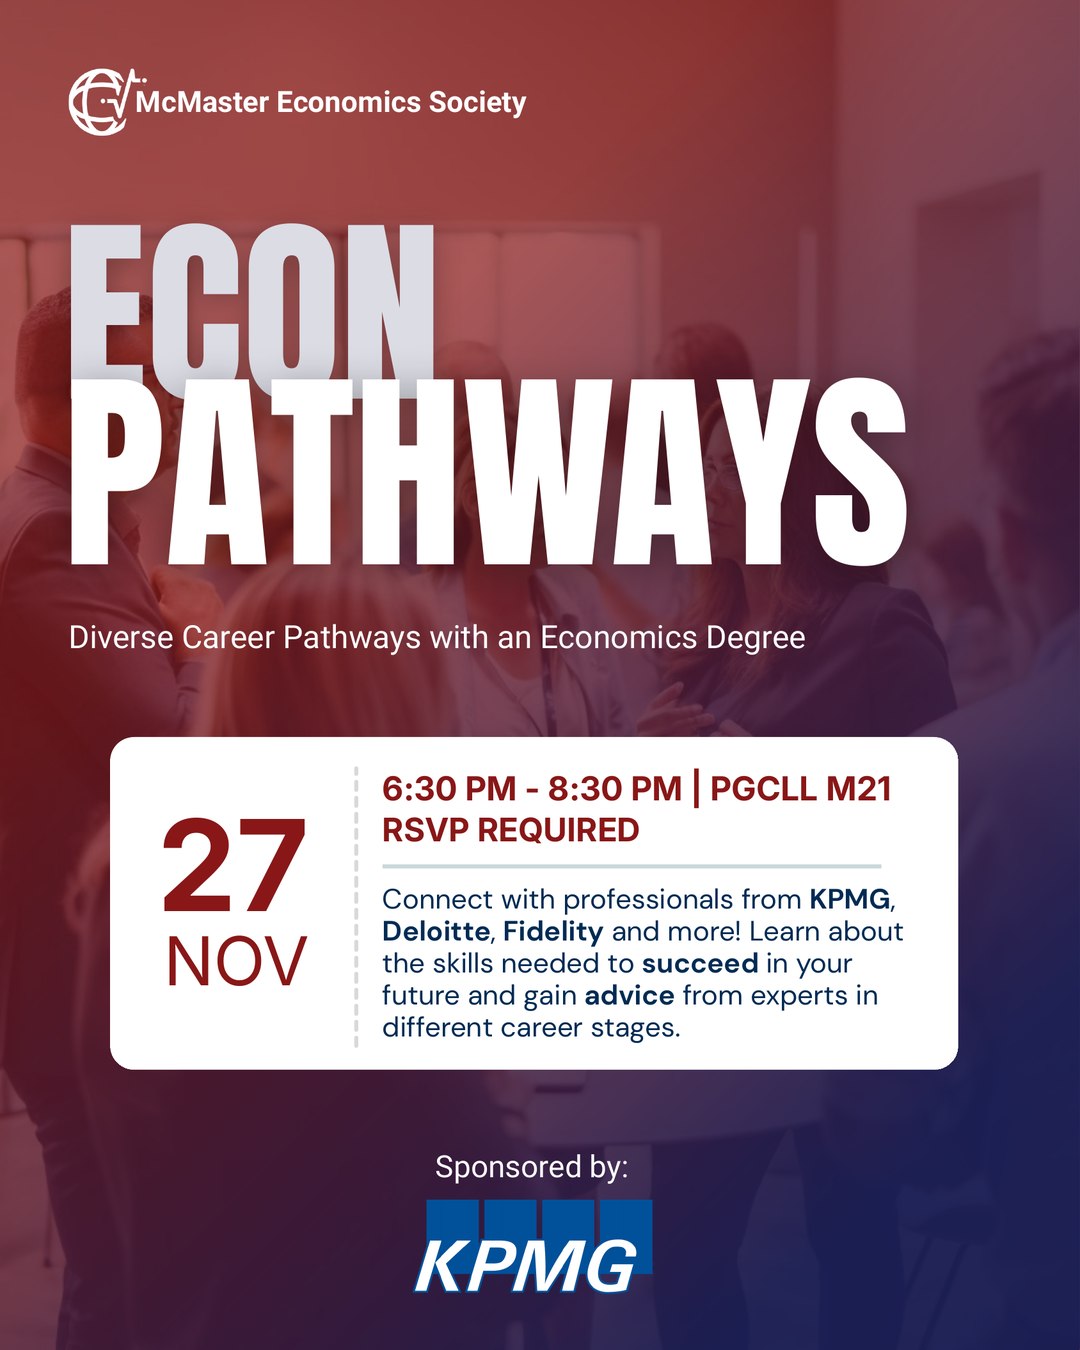 McMaster Economics Society
ECON
PATHWAYS
Diverse Career Pathways with an Economics Degree
27
NOV
6:30 PM - 8:30 PM | PGCLL M21
RSVP REQUIRED
Connect with professionals from KPMG,
Deloitte, Fidelity and more! Learn about
the skills needed to succeed in your
future and gain advice from experts in
different career stages.
Sponsored by:
KPMG